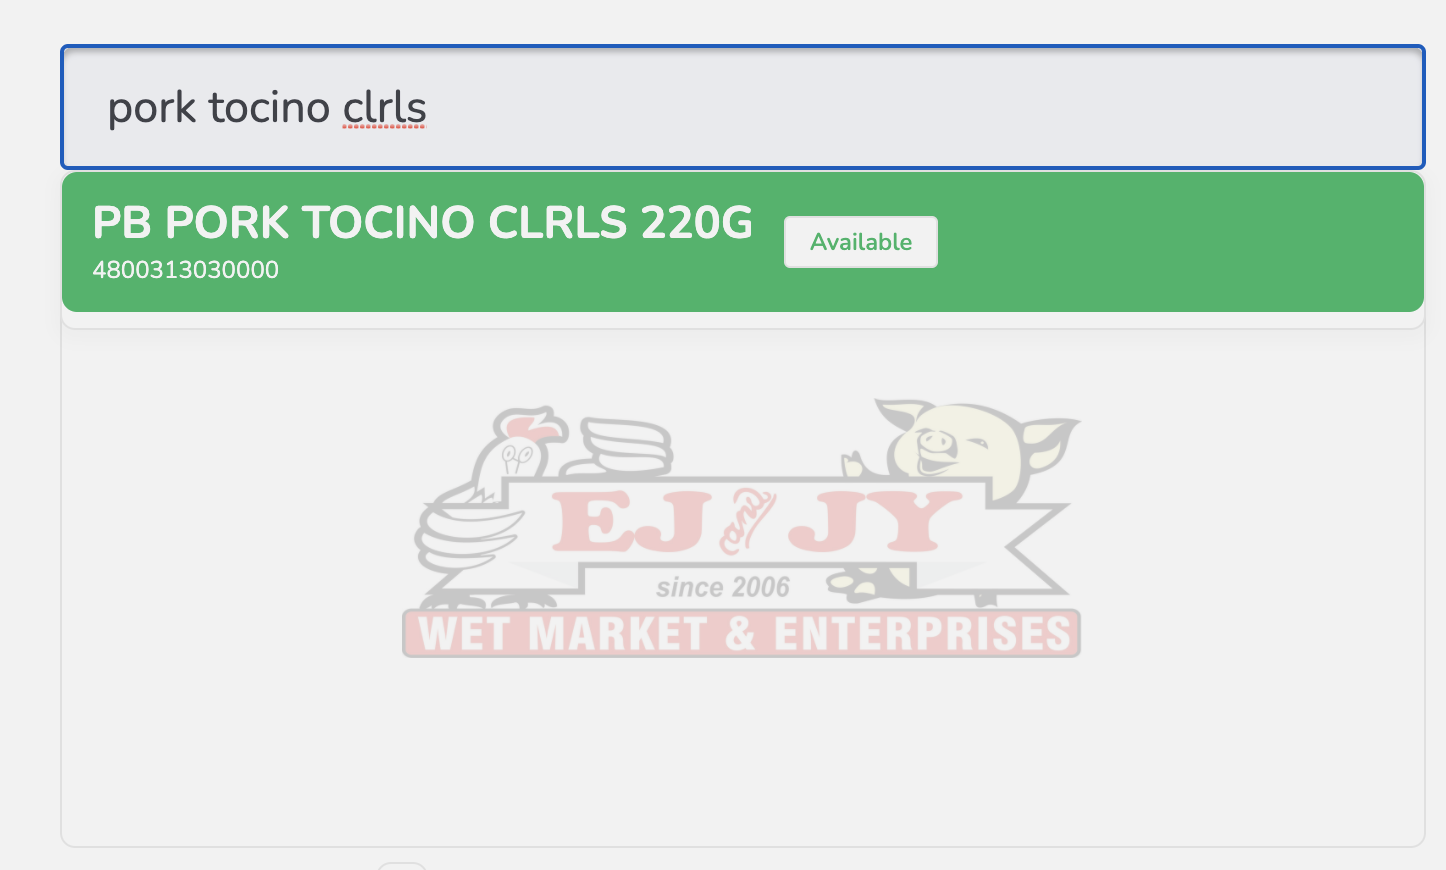 pork tocino clrls
PB PORK TOCINO CLRLS 220G
Available
4800313030000
EJ and JY
since 2006
WET MARKET & ENTERPRISES